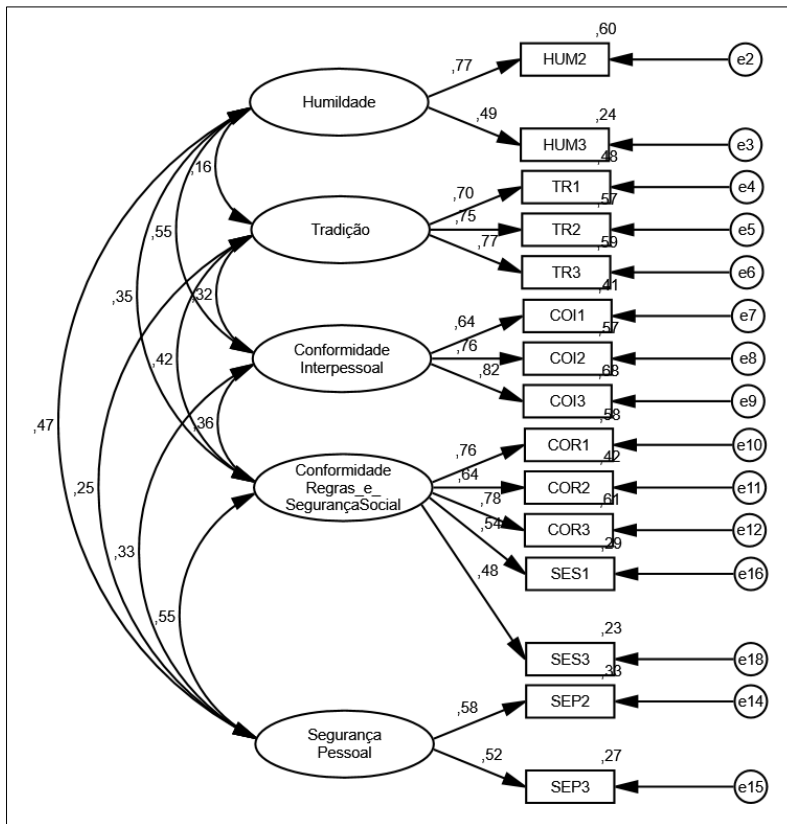 ,60
HUM2
e2
,77
Humildade
,49
,24
HUM3
e3
,48
,16
,70
TR1
e4
,57
,75
Tradição
TR2
e5
,59
,77
TR3
e6
,41
,55
,35
,32
,64
COI1
e7
,57
,76
Conformidade
Interpessoal
COI2
e8
,68
,82
COI3
e9
,58
,42
,36
,76
COR1
e10
,42
,47
Conformidade
Regras_e_
SegurançaSocial
,64
COR2
e11
,61
,78
COR3
e12
,29
,54
SES1
e16
,25
,33
,48
,55
,23
SES3
e18
,33
,58
SEP2
e14
Segurança
Pessoal
,52
,27
SEP3
e15